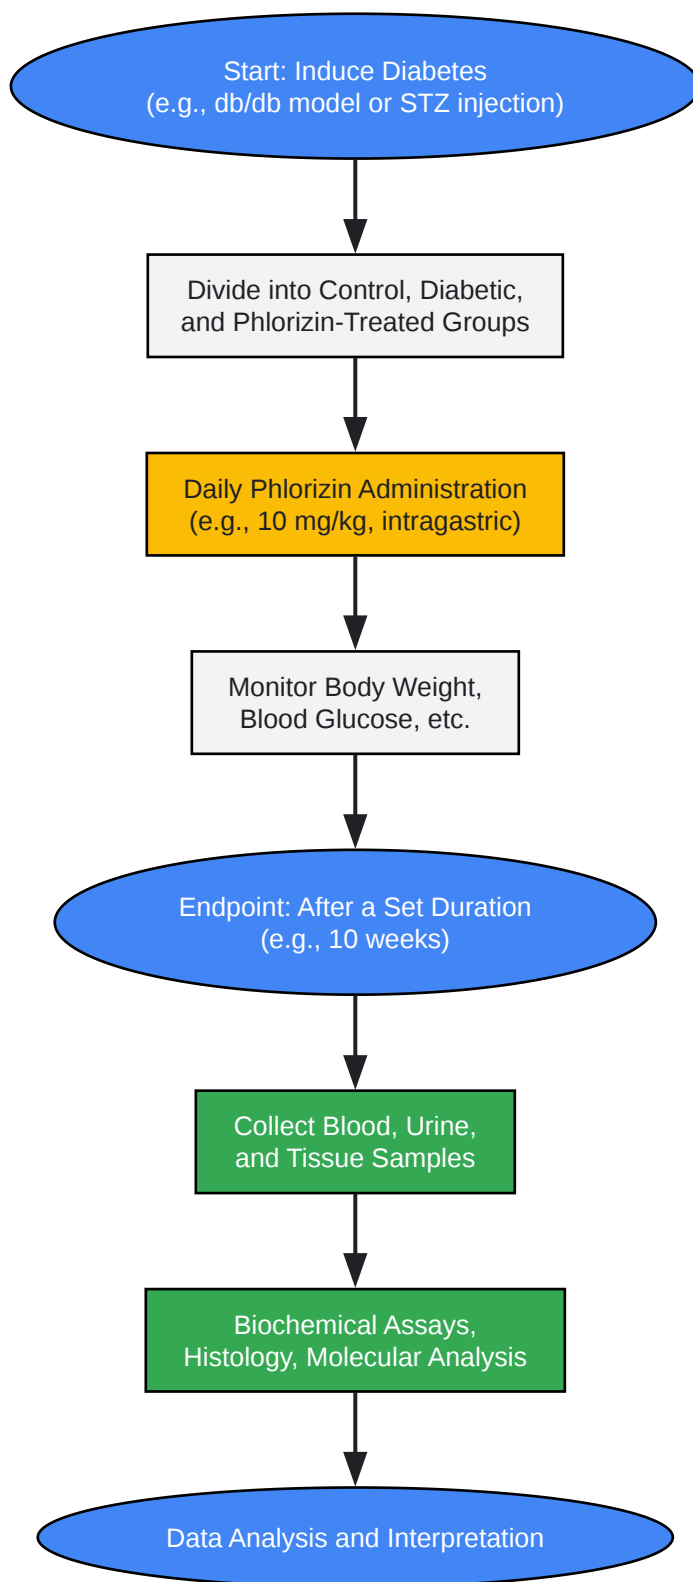 Start: Induce Diabetes
(e.g., db/db model or STZ injection)
Divide into Control, Diabetic,
and Phlorizin-Treated Groups
Daily Phlorizin Administration
(e.g., 10 mg/kg, intragastric)
Monitor Body Weight,
Blood Glucose, etc.
Endpoint: After a Set Duration
(e.g., 10 weeks)
Collect Blood, Urine,
and Tissue Samples
Biochemical Assays,
Histology, Molecular Analysis
Data Analysis and Interpretation